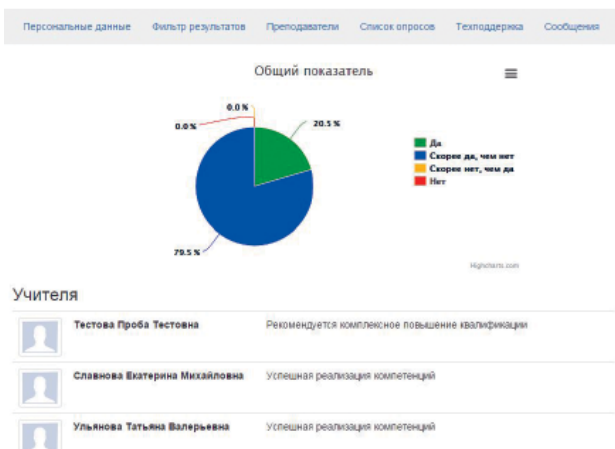 Персональные данные Фильтр результатов Преподаватели Список опросов Техподдержка Сообщения
Общий показатель
0.0 %
0.0 %
20.5 %
Да
Скорее да, чем нет
Скорее нет, чем да
Нет
79.5 %
Highcharts.com
Учителя
Тестова Проба Тестовна Рекомендуется комплексное повышение квалификации
Славнова Екатерина Михайловна Успешная реализация компетенций
Ульянова Татьяна Валерьевна Успешная реализация компетенций